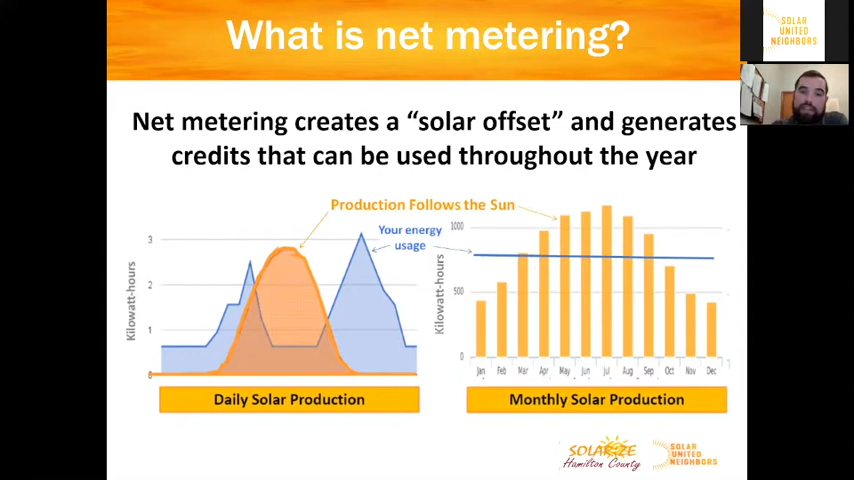 What is net metering?
SOLAR
UNITED
NEIGHBORS
Net metering creates a “solar offset” and generates
credits that can be used throughout the year
Production Follows the Sun
Your energy
usage
Kilowatt-hours
3
2
1
0
Daily Solar Production
Kilowatt-hours
1000
500
0
Jan Feb Mar Apr May Jun Jul Aug Sep Oct Nov Dec
Monthly Solar Production
SOLARIZE
Hamilton County
SOLAR
UNITED
NEIGHBORS